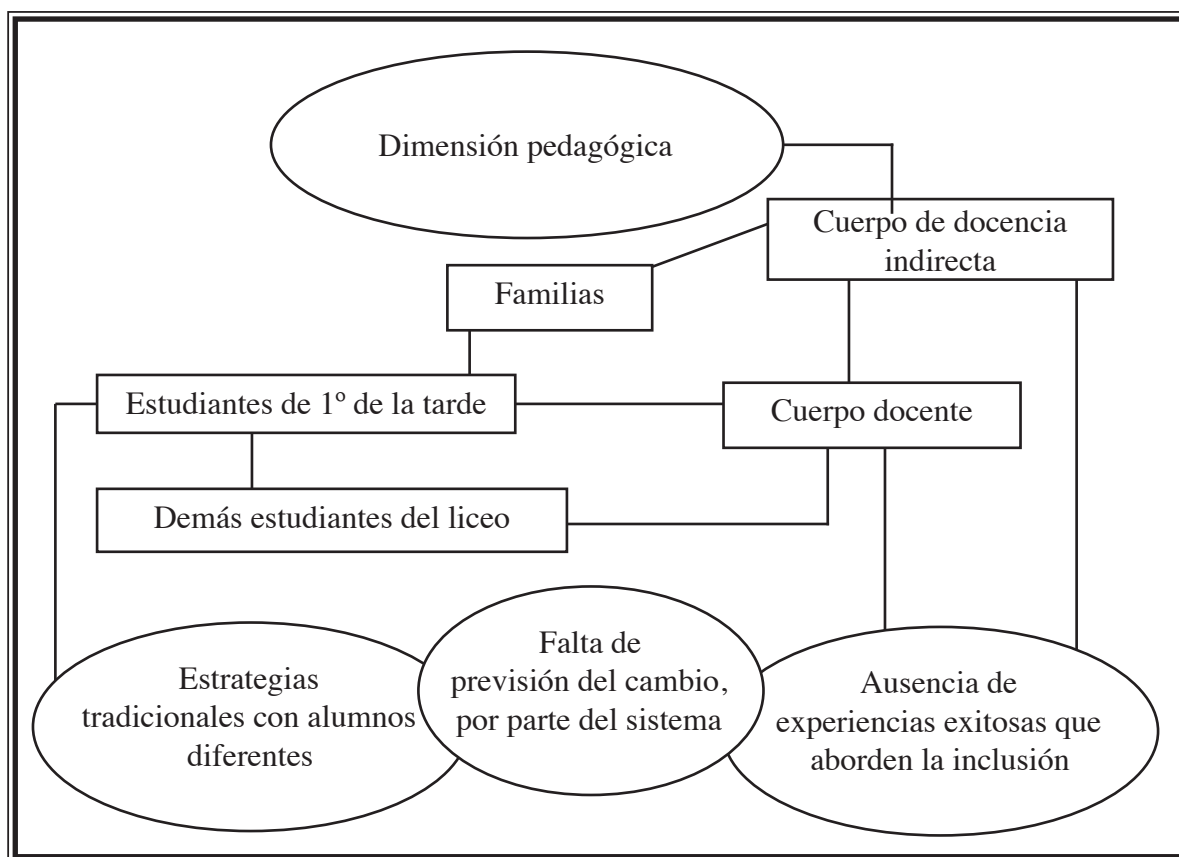 Dimensión pedagógica
Cuerpo de docencia
indirecta
Familias
Estudiantes de 1º de la tarde
Cuerpo docente
Demás estudiantes del liceo
Estrategias
tradicionales con alumnos
diferentes
Falta de
previsión del cambio,
por parte del sistema
Ausencia de
experiencias exitosas que
aborden la inclusión